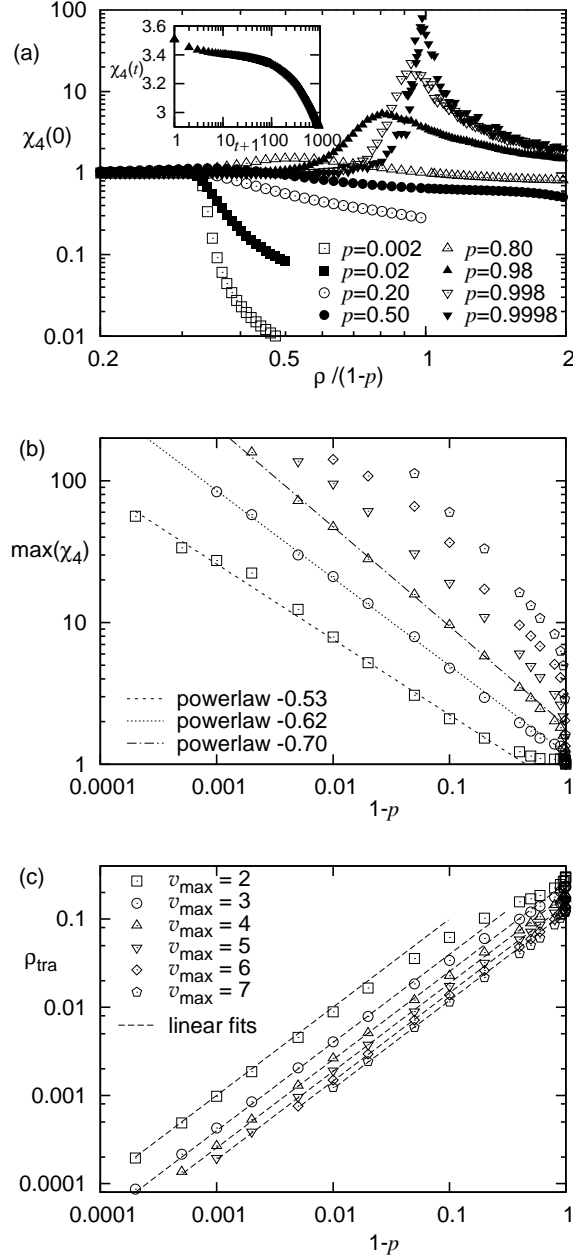 (a)
100
10
1
0.1
0.01
χ4(0)
3.6
3.4
3.2
3
χ4(t)
1
10
t+1
100
1000
p=0.002
p=0.02
p=0.20
p=0.50
p=0.80
p=0.98
p=0.998
p=0.9998
0.2
0.5
1
2
ρ /(1-p)
(b)
100
10
1
max(χ4)
powerlaw -0.53
powerlaw -0.62
powerlaw -0.70
0.0001
0.001
0.01
0.1
1
1-p
(c)
0.1
0.01
0.001
0.0001
ρtra
vmax = 2
vmax = 3
vmax = 4
vmax = 5
vmax = 6
vmax = 7
linear fits
0.0001
0.001
0.01
0.1
1
1-p